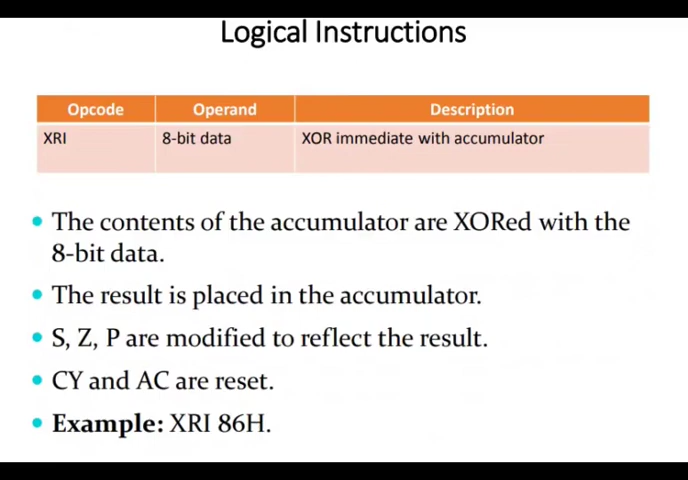 Logical Instructions
Opcode Operand Description
XRI 8-bit data XOR immediate with accumulator
The contents of the accumulator are XORed with the
8-bit data.
The result is placed in the accumulator.
S, Z, P are modified to reflect the result.
CY and AC are reset.
Example: XRI 86H.